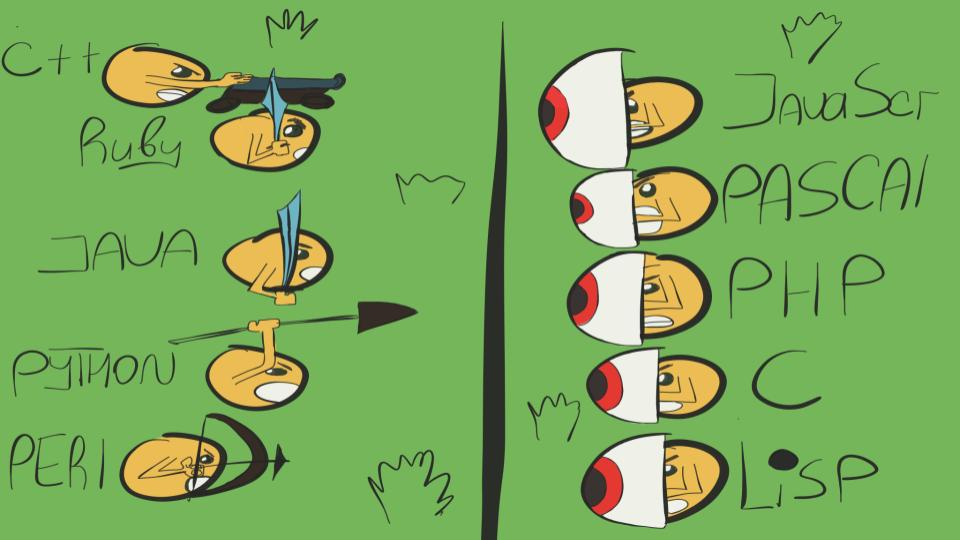 C++
Ruby
JAVA
PYTHON
PERl
JAVASCr
PASCAl
PHP
C
LiSP